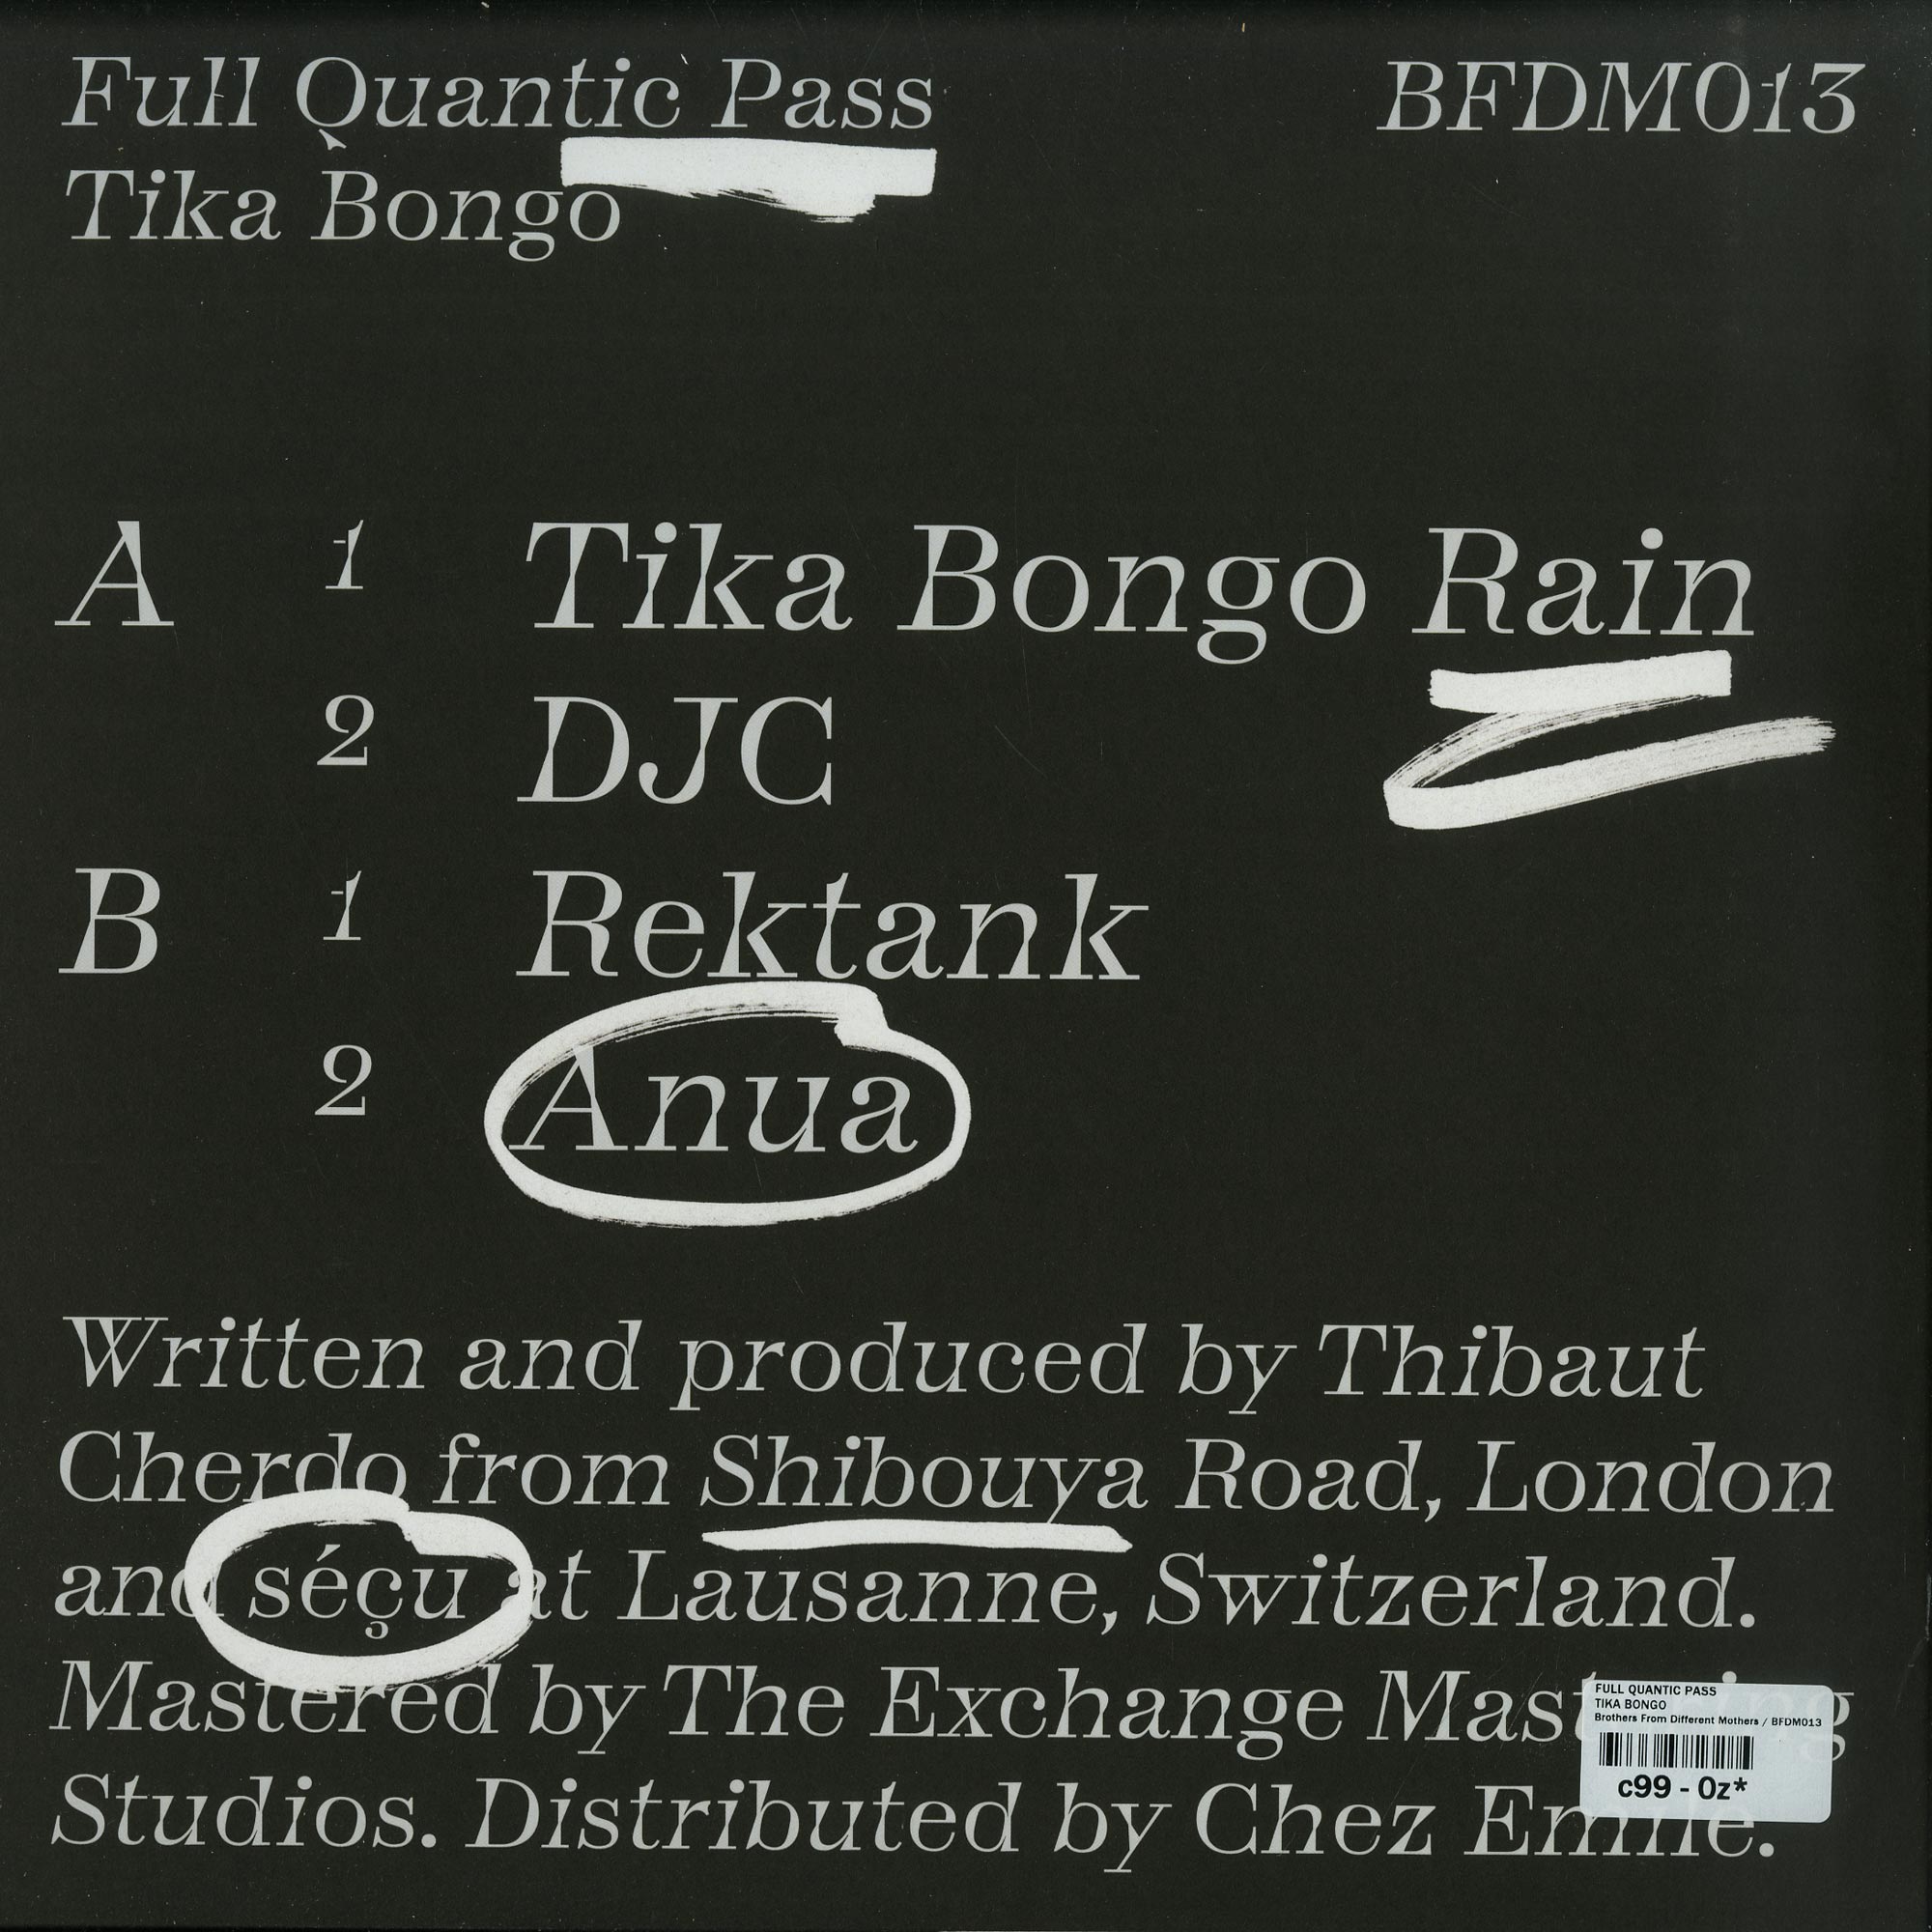 Full Quantic Pass
BFDM013
Tika Bongo
A 1 Tika Bongo Rain
2 DJC
B 1 Rektank
2 Anua
Written and produced by Thibaut
Cherdo from Shibouya Road, London
and séçu at Lausanne, Switzerland.
Mastered by The Exchange Mastering
Studios. Distributed by Chez Emile.
FULL QUANTIC PASS
TIKA BONGO
Brothers From Different Mothers / BFDM013
c99 - 0z*